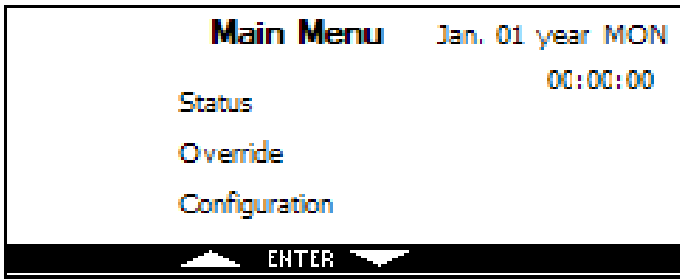 Main Menu Jan. 01 year MON
00:00:00
Status
Override
Configuration
ENTER